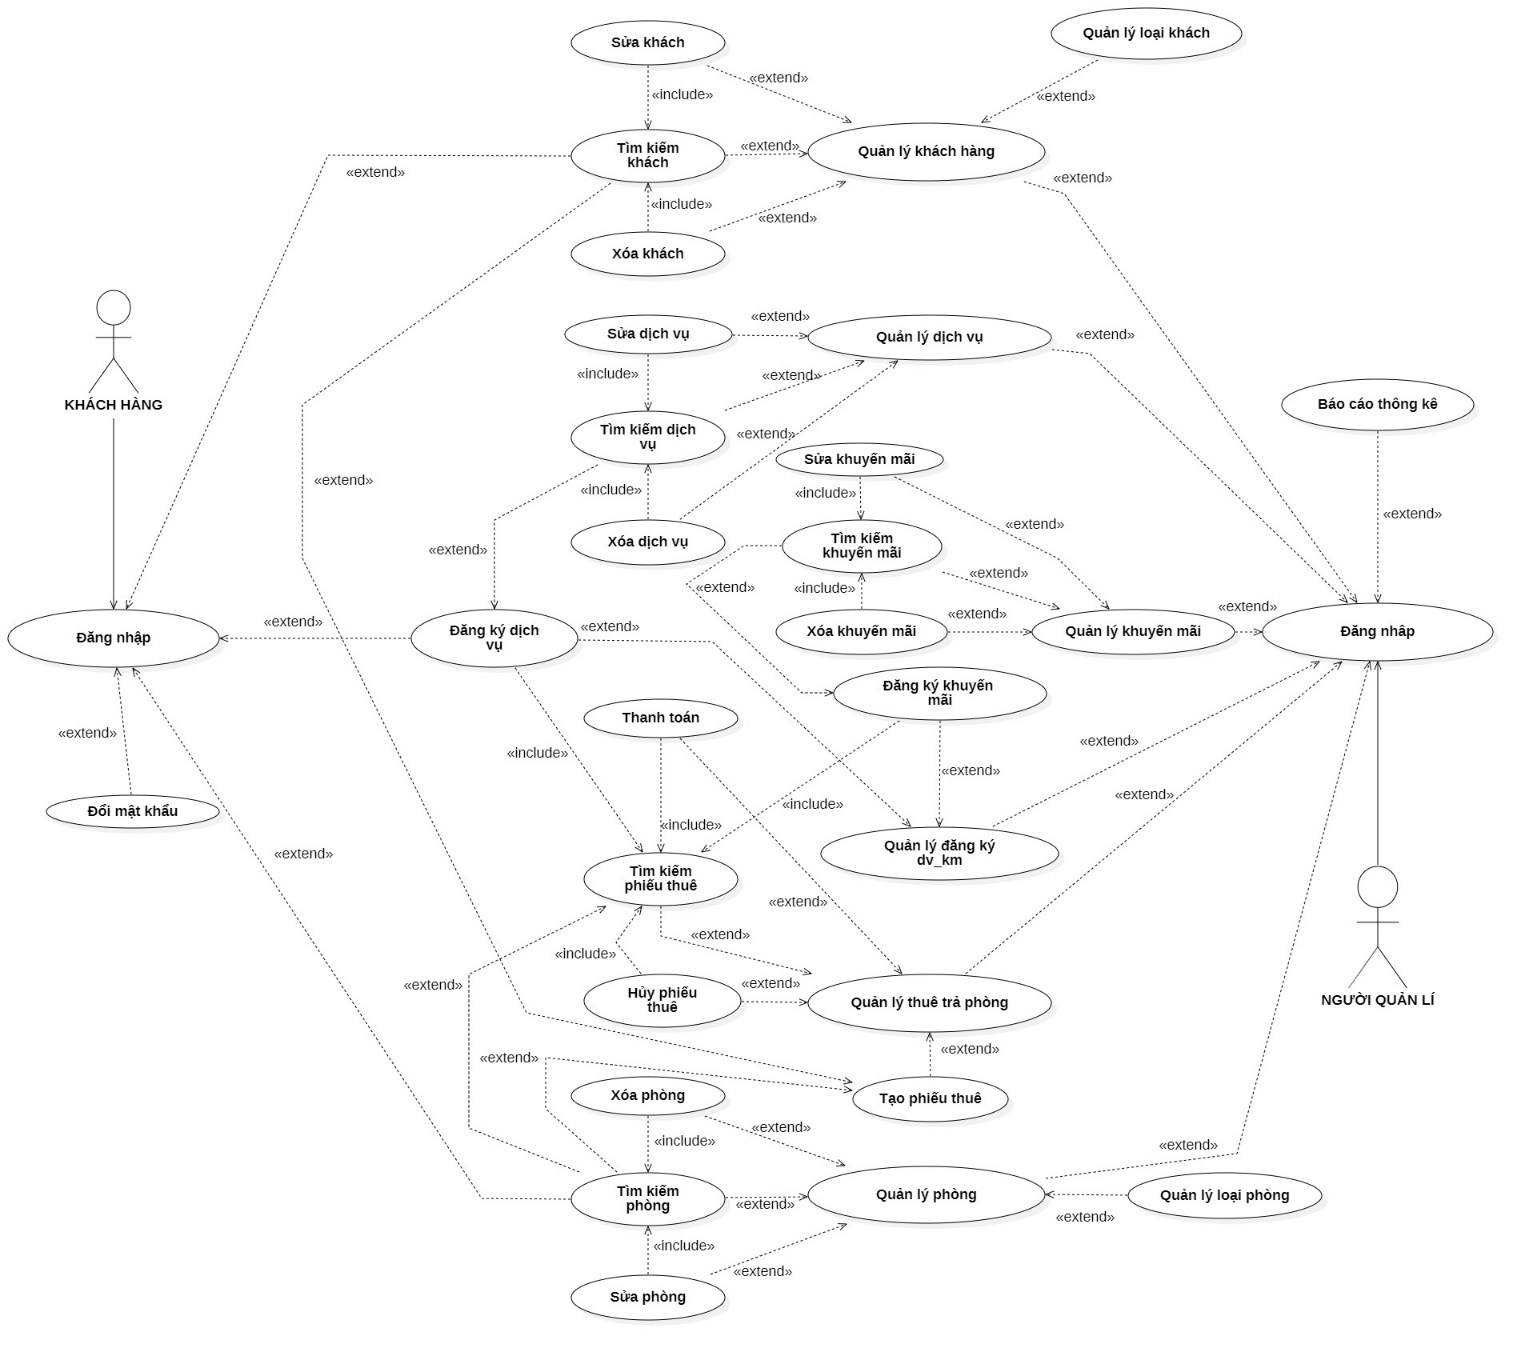 Sửa khách
Quản lý loại khách
«extend»
«include»
«extend»
Tìm kiếm
khách
«extend»
Quản lý khách hàng
«extend»
«extend»
«include»
«extend»
Xóa khách
KHÁCH HÀNG
Sửa dịch vụ
«extend»
Quản lý dịch vụ
«extend»
«include»
«extend»
Tìm kiếm dịch
vụ
«extend»
Báo cáo thông kê
Sửa khuyến mãi
«extend»
«include»
«include»
«extend»
«extend»
Xóa dịch vụ
Tìm kiếm
khuyến mãi
«extend»
«extend»
«extend»
«include»
«extend»
«extend»
Đăng nhập
«extend»
Đăng ký dịch
vụ
«extend»
Xóa khuyến mãi
Quản lý khuyến mãi
Đăng nhâp
Đăng ký khuyến
mãi
Thanh toán
«extend»
«include»
«extend»
«extend»
«extend»
Đổi mật khẩu
«include»
«include»
«extend»
Quản lý đăng ký
dv_km
Tìm kiếm
phiếu thuê
«extend»
«extend»
«include»
«extend»
«extend»
Hủy phiếu
thuê
Quản lý thuê trả phòng
NGƯỜI QUẢN LÍ
«extend»
«extend»
Xóa phòng
Tạo phiếu thuê
«extend»
«include»
«extend»
Tìm kiếm
phòng
«extend»
Quản lý phòng
Quản lý loại phòng
«extend»
«include»
«extend»
Sửa phòng